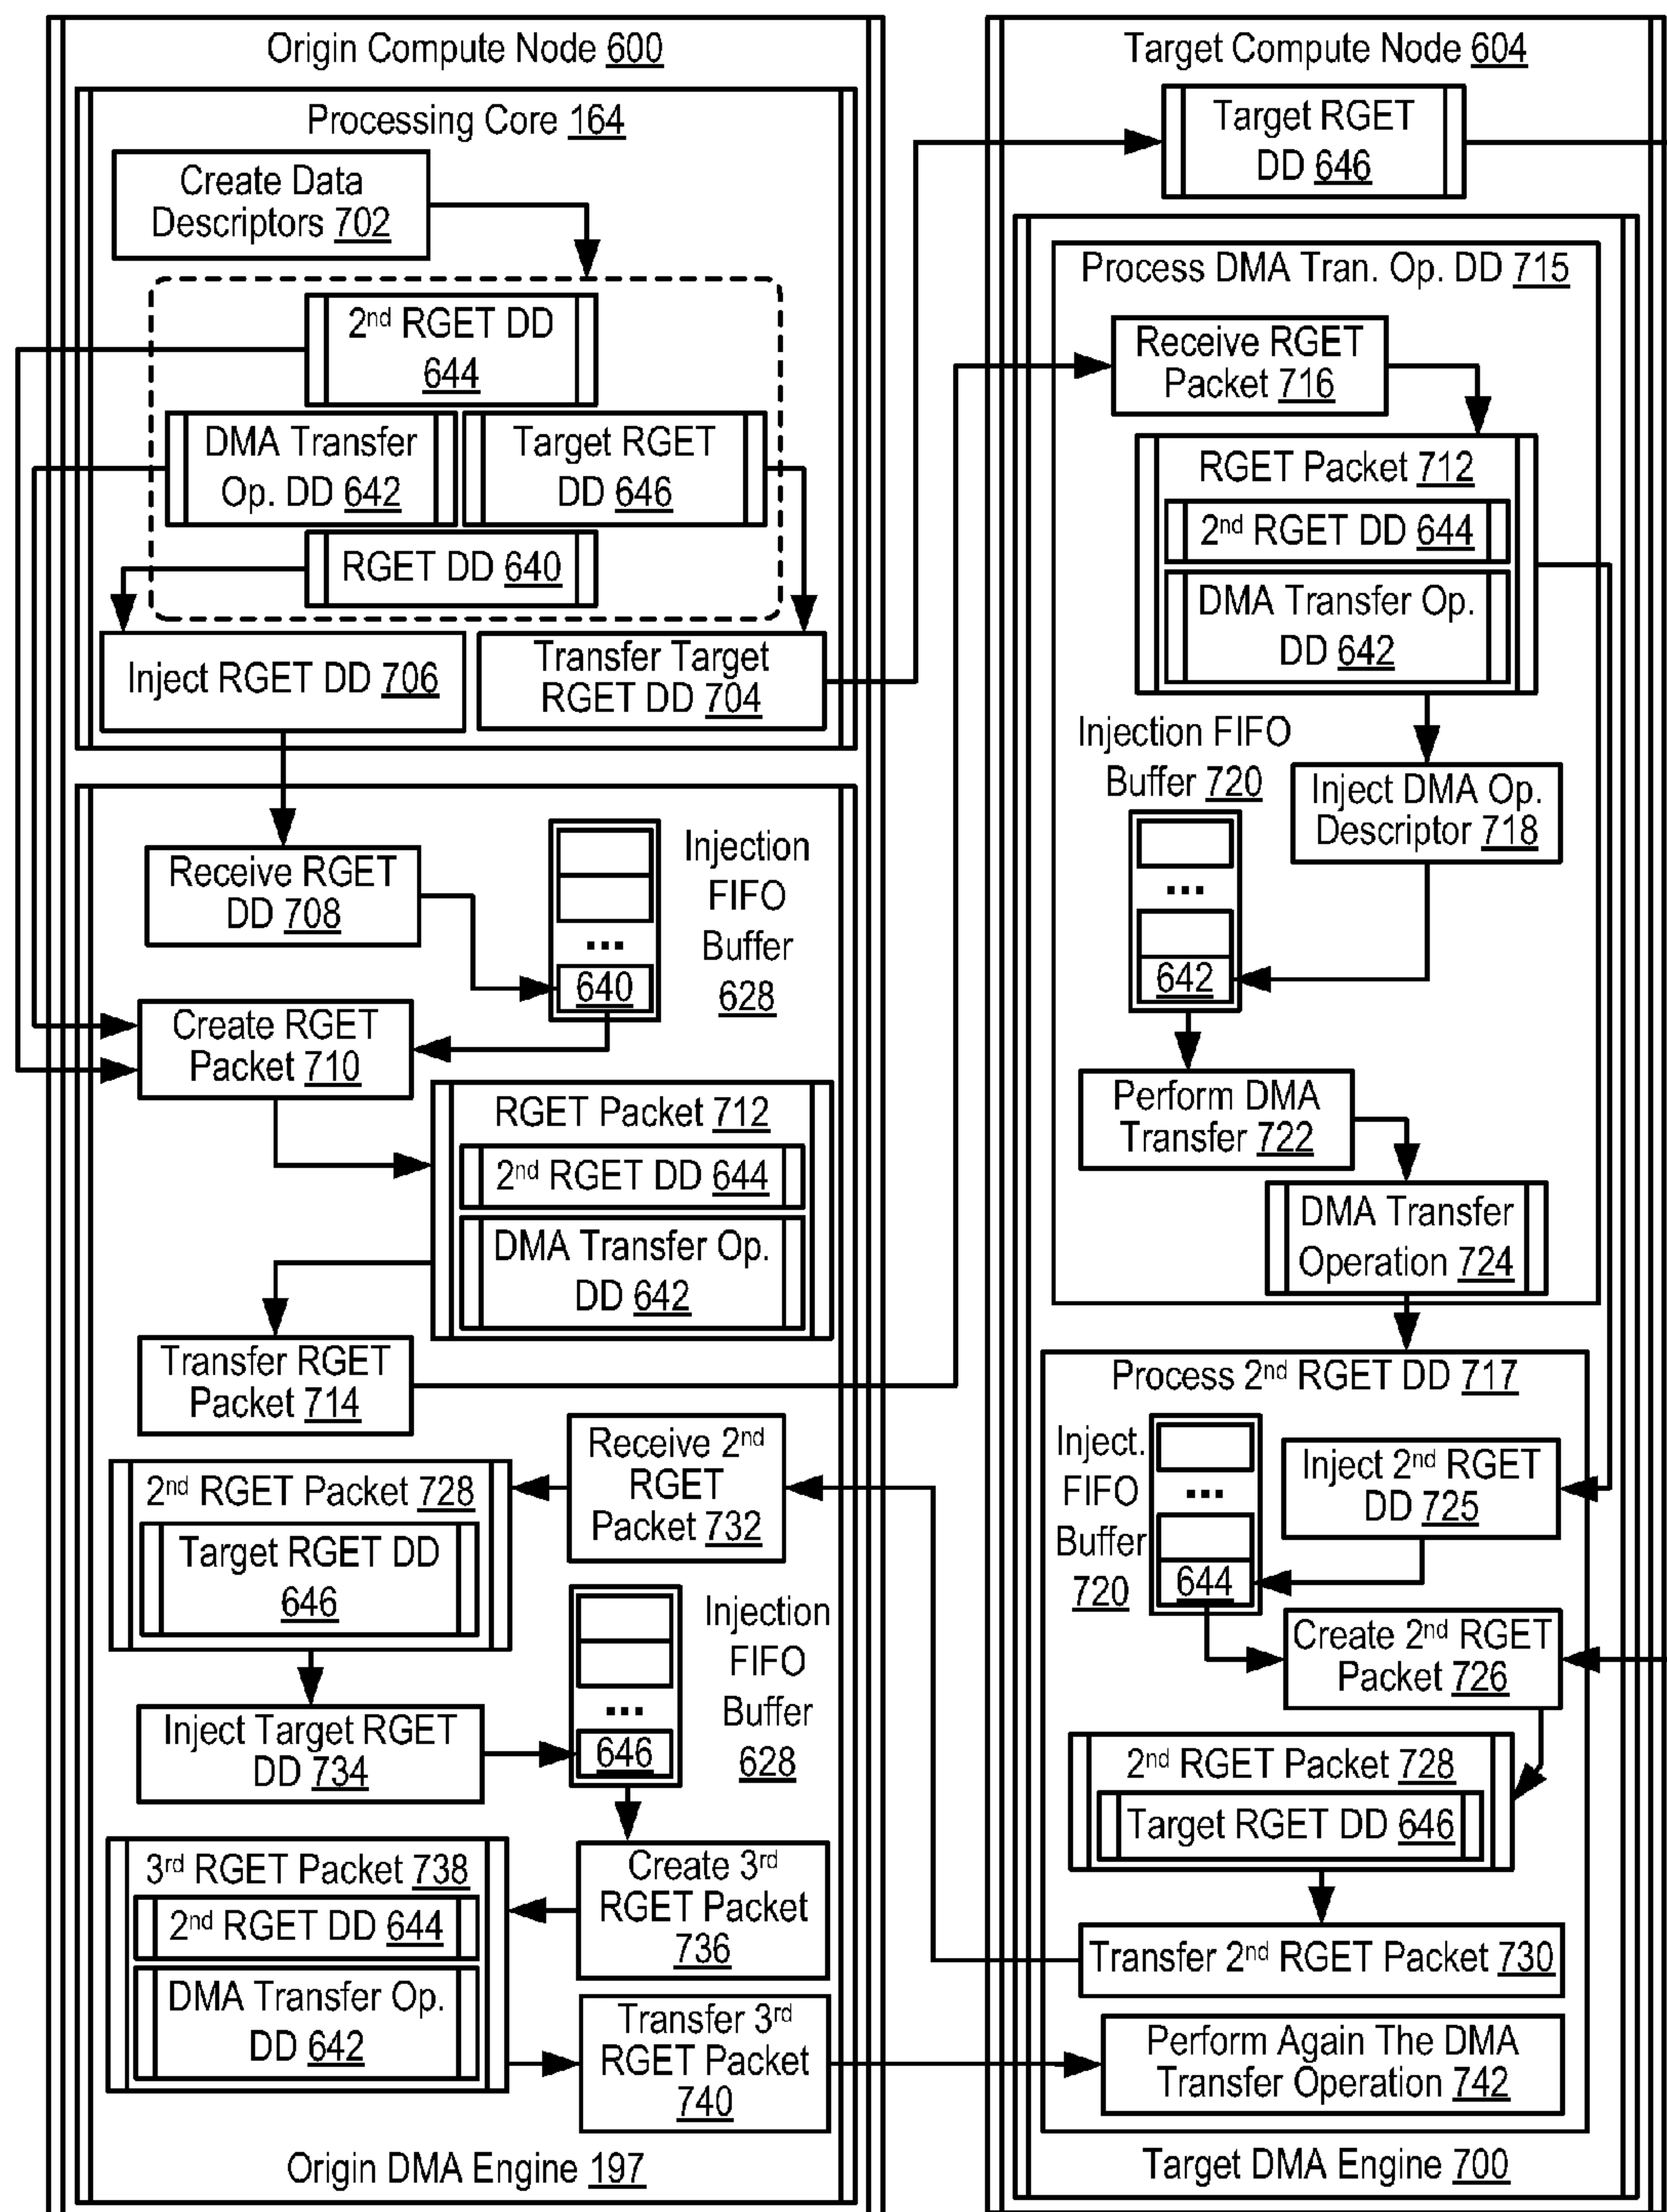 Origin Compute Node 600
Processing Core 164
Create Data
Descriptors 702
2nd RGET DD
644
DMA Transfer
Op. DD 642
Target RGET
DD 646
RGET DD 640
Inject RGET DD 706
Transfer Target
RGET DD 704
Receive RGET
DD 708
...
640
Injection
FIFO
Buffer
628
Create RGET
Packet 710
RGET Packet 712
2nd RGET DD 644
DMA Transfer Op.
DD 642
Transfer RGET
Packet 714
Receive 2nd
RGET
Packet 732
2nd RGET Packet 728
Target RGET DD
646
Inject Target RGET
DD 734
...
646
Injection
FIFO
Buffer
628
Create 3rd
RGET Packet
736
3rd RGET Packet 738
2nd RGET DD 644
DMA Transfer Op.
DD 642
Transfer 3rd
RGET Packet
740
Origin DMA Engine 197
Target Compute Node 604
Target RGET
DD 646
Process DMA Tran. Op. DD 715
Receive RGET
Packet 716
RGET Packet 712
2nd RGET DD 644
DMA Transfer Op.
DD 642
Injection FIFO
Buffer 720
...
642
Inject DMA Op.
Descriptor 718
Perform DMA
Transfer 722
DMA Transfer
Operation 724
Process 2nd RGET DD 717
Inject.
FIFO
Buffer
720
...
644
Inject 2nd RGET
DD 725
Create 2nd RGET
Packet 726
2nd RGET Packet 728
Target RGET DD 646
Transfer 2nd RGET Packet 730
Perform Again The DMA
Transfer Operation 742
Target DMA Engine 700